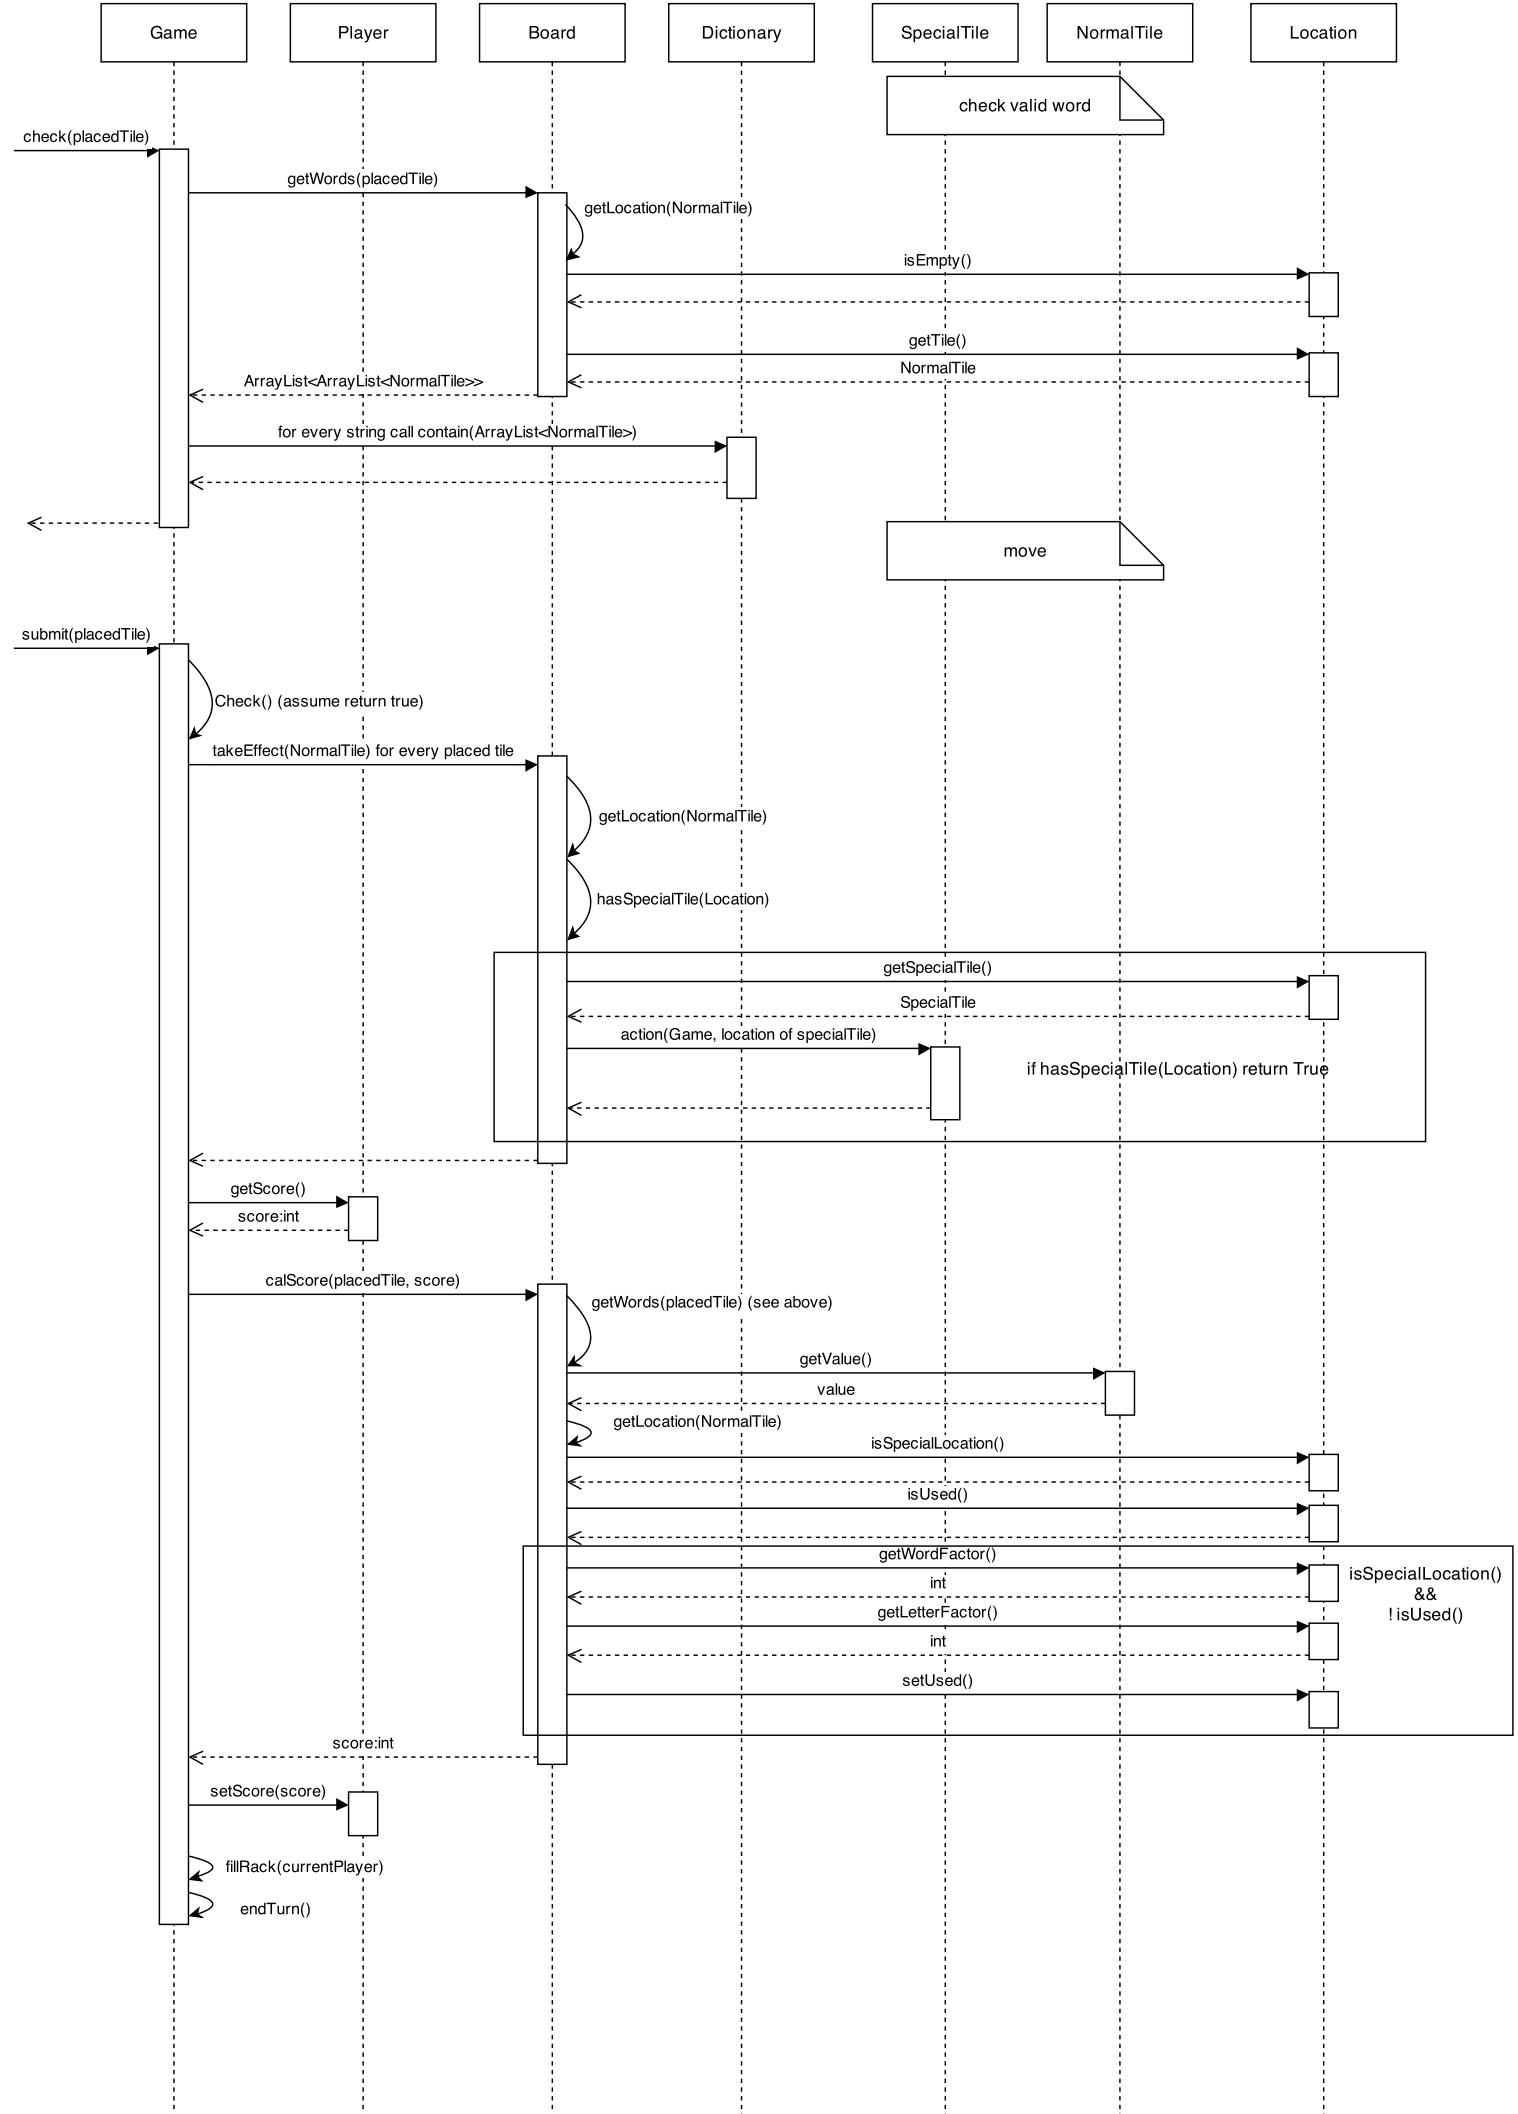 Game
Player
Board
Dictionary
SpecialTile
NormalTile
Location
check valid word
check(placedTile)
getWords(placedTile)
getLocation(NormalTile)
isEmpty()
getTile()
NormalTile
ArrayList<ArrayList<NormalTile>>
for every string call contain(ArrayList<NormalTile>)
move
submit(placedTile)
Check() (assume return true)
takeEffect(NormalTile) for every placed tile
getLocation(NormalTile)
hasSpecialTile(Location)
getSpecialTile()
SpecialTile
action(Game, location of specialTile)
if hasSpecialTile(Location) return True
getScore()
score:int
calScore(placedTile, score)
getWords(placedTile) (see above)
getValue()
value
getLocation(NormalTile)
isSpecialLocation()
isUsed()
getWordFactor()
int
isSpecialLocation()
&&
! isUsed()
getLetterFactor()
int
setUsed()
score:int
setScore(score)
fillRack(currentPlayer)
endTurn()